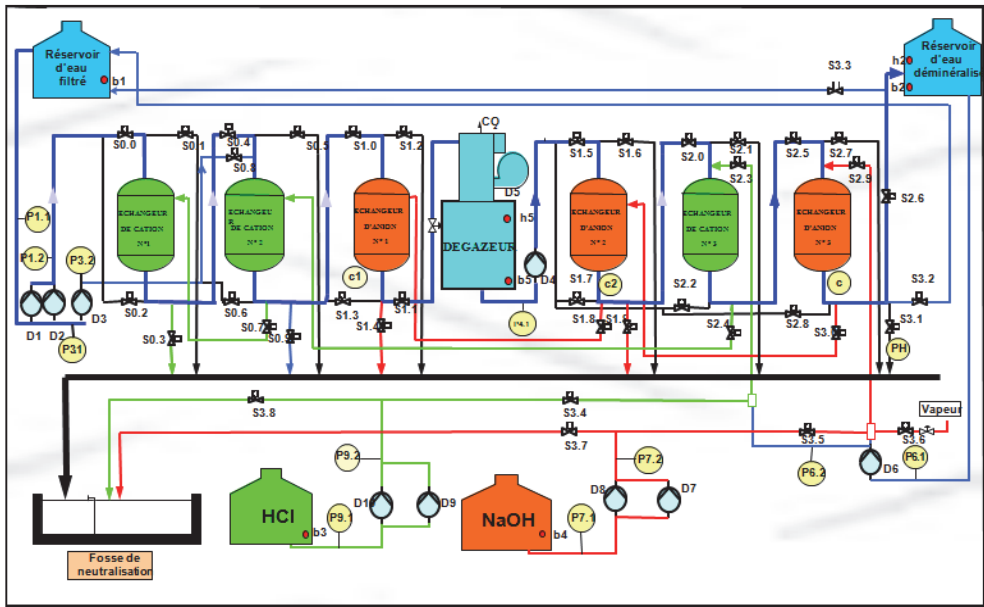 Réservoir
d'eau
filtré
b1
Réservoir
d'eau
déminéralisé
h2
b2
S3.3
CO
S0.0
S0.1
S0.4
S0.5
S0.8
S1.0
S1.2
S1.5
S1.6
S2.0
S2.1
S2.3
S2.5
S2.7
S2.9
S2.6
D5
ECHANGEUR
DE CATION
N°1
ECHANGEU
R
DE CATION
N° 2
ECHANGEUR
D'ANION
N° 1
DEGAZEUR
h5
b5
D4
ECHANGEUR
D'ANION
N° 2
ECHANGEUR
DE CATION
N° 3
ECHANGEUR
D'ANION
N° 3
P1.1
P1.2
P3.2
D1
D2
D3
P3.1
c1
c2
c
S0.2
S0.3
S0.6
S0.7
S1.3
S1.4
S1.1
P4.1
S1.7
S1.8
S2.2
S2.4
S2.8
S3.2
S3.1
PH
S3.8
S3.4
S3.7
S3.5
S3.6
Vapeur
P9.2
P7.2
P6.2
P6.1
D6
HCl
b3
P9.1
D9
NaOH
b4
P7.1
D8
D7
Fosse de
neutralisation